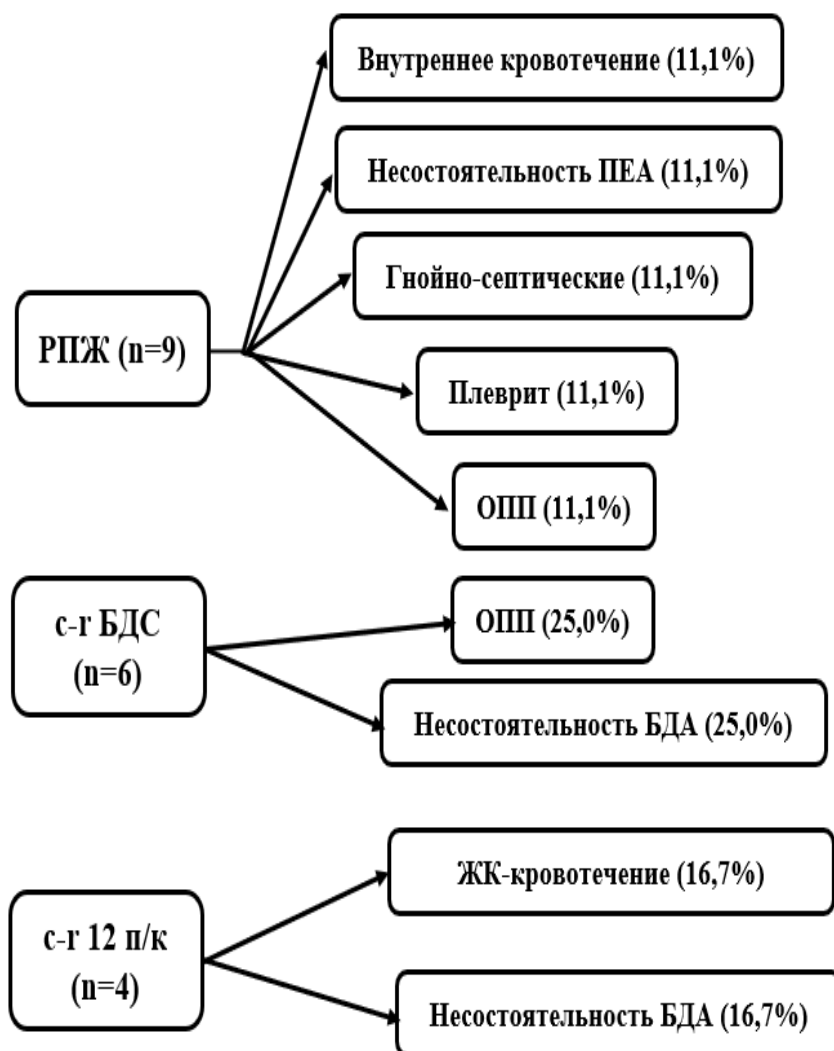 Внутреннее кровотечение (11,1%)
Несостоятельность ПЕА (11,1%)
Гнойно-септические (11,1%)
РПЖ (n=9)
Плеврит (11,1%)
ОПП (11,1%)
c-r БДС
(n=6)
ОПП (25,0%)
Несостоятельность БДА (25,0%)
ЖК-кровотечение (16,7%)
c-r 12 п/к
(n=4)
Несостоятельность БДА (16,7%)